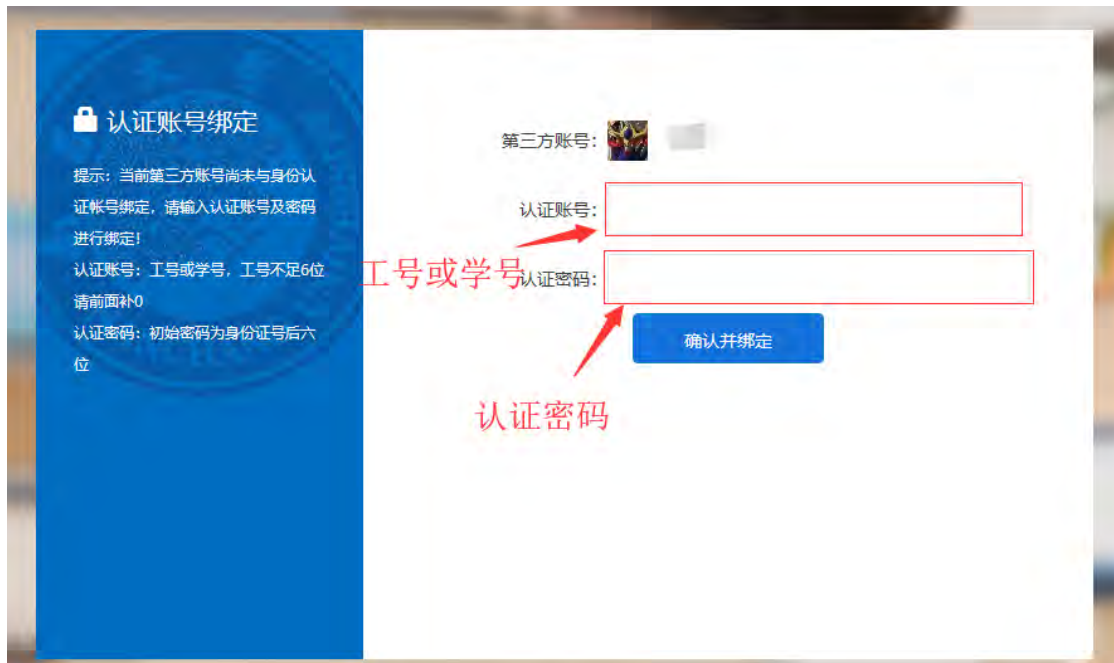 认证账号绑定
提示：当前第三方账号尚未与身份认
证帐号绑定，请输入认证账号及密码
进行绑定！
认证账号：工号或学号，工号不足6位
请前面补0
认证密码：初始密码为身份证号后六
位
第三方账号：
认证账号：
工号或学号
认证密码：
确认并绑定
认证密码